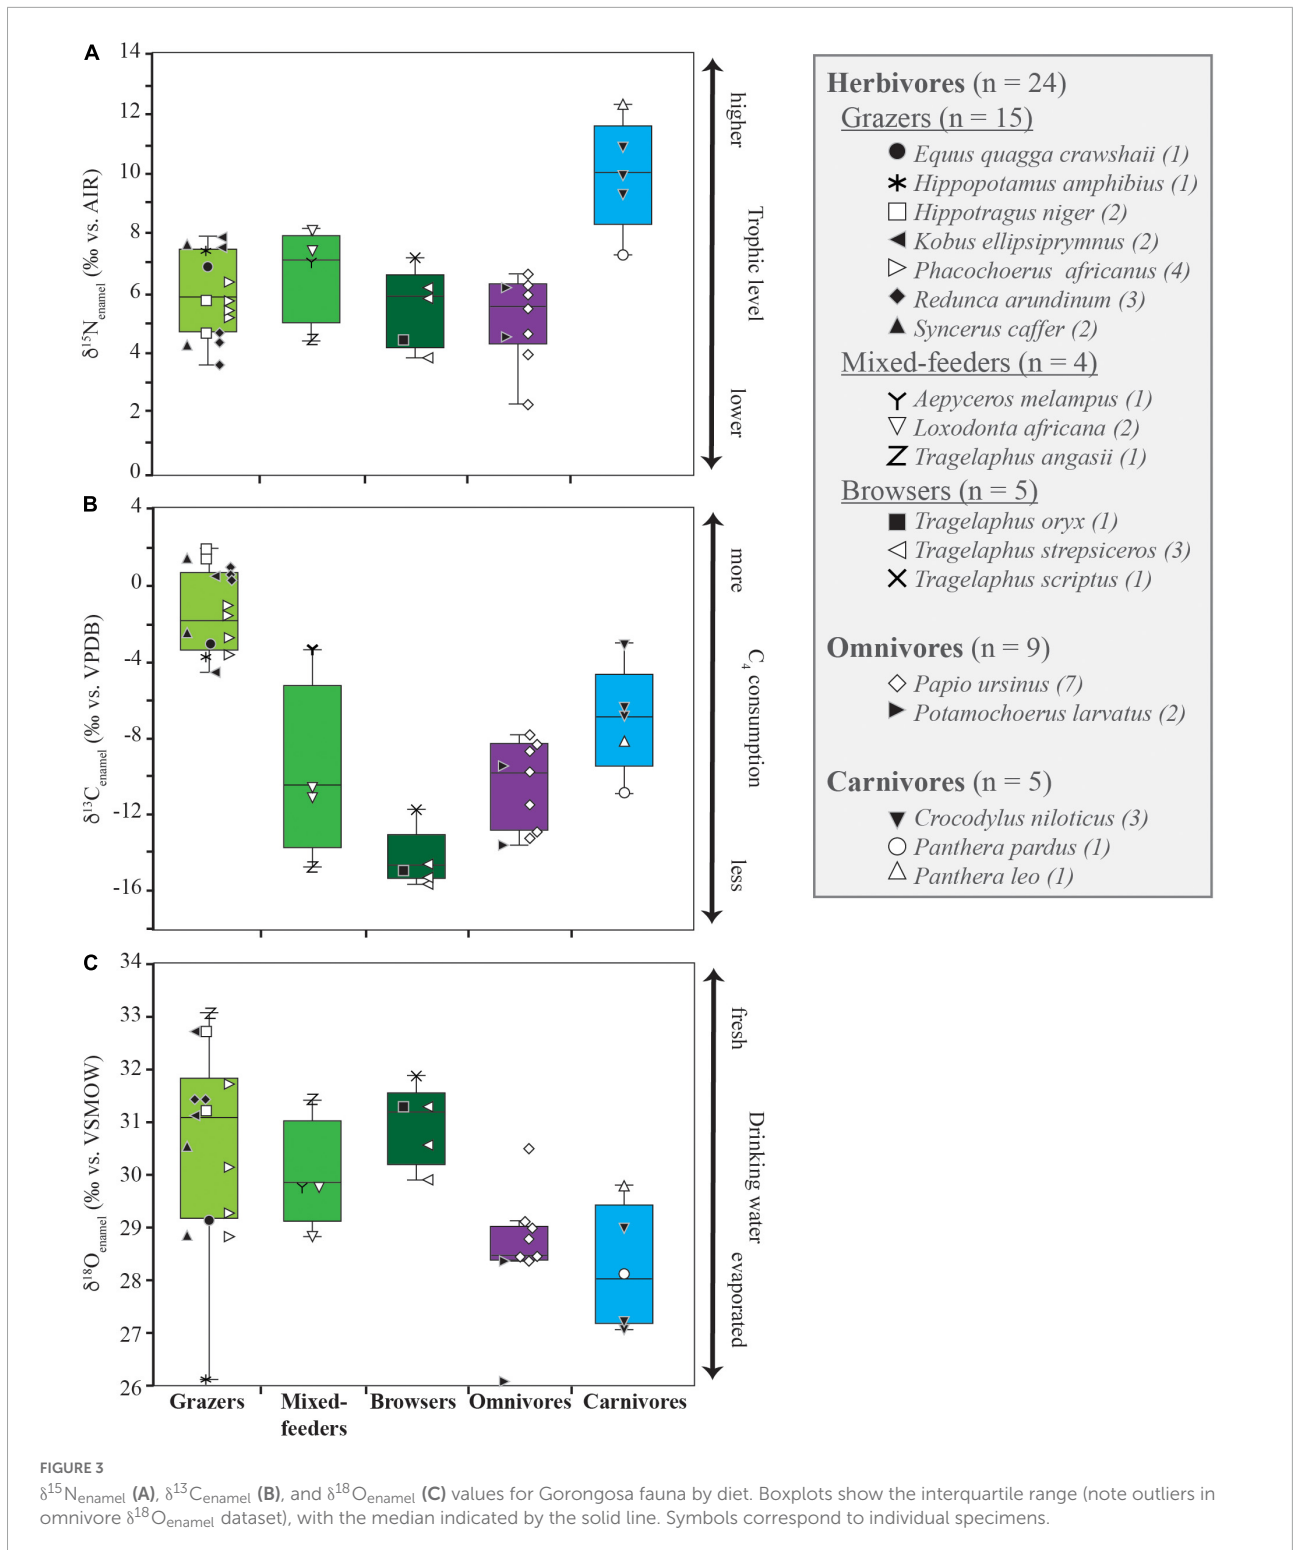 A
14
12
10
8
6
4
2
0
δ15Nenamel (‰ vs. AIR)
higher
Trophic level
lower
B
4
0
-4
-8
-12
-16
δ13Cenamel (‰ vs. VPDB)
more
C4 consumption
less
C
34
33
32
31
30
29
28
27
26
δ18Oenamel (‰ vs. VSMOW)
fresh
Drinking water
evaporated
Grazers
Mixed-
feeders
Browsers
Omnivores
Carnivores
Herbivores (n = 24)
Grazers (n = 15)
Equus quagga crawshaii (1)
Hippopotamus amphibius (1)
Hippotragus niger (2)
Kobus ellipsiprymnus (2)
Phacochoerus africanus (4)
Redunca arundinum (3)
Syncerus caffer (2)
Mixed-feeders (n = 4)
Aepyceros melampus (1)
Loxodonta africana (2)
Tragelaphus angasii (1)
Browsers (n = 5)
Tragelaphus oryx (1)
Tragelaphus strepsiceros (3)
Tragelaphus scriptus (1)
Omnivores (n = 9)
Papio ursinus (7)
Potamochoerus larvatus (2)
Carnivores (n = 5)
Crocodylus niloticus (3)
Panthera pardus (1)
Panthera leo (1)
FIGURE 3
δ15Nenamel (A), δ13Cenamel (B), and δ18Oenamel (C) values for Gorongosa fauna by diet. Boxplots show the interquartile range (note outliers in
omnivore δ18Oenamel dataset), with the median indicated by the solid line. Symbols correspond to individual specimens.